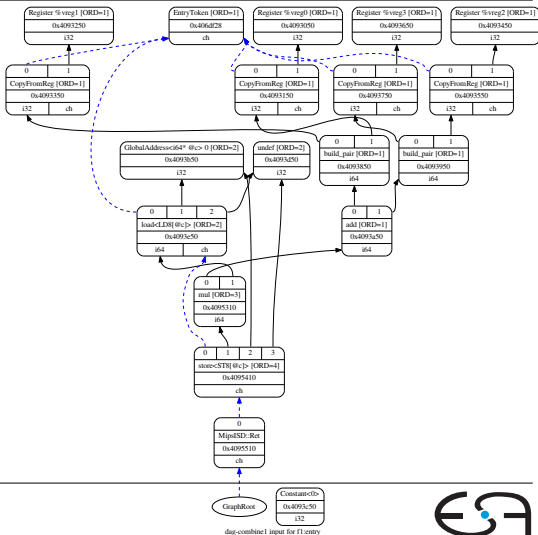 Register %vreg1 [ORD=1]
0x4093250
i32
EntryToken [ORD=1]
0x406df28
ch
Register %vreg0 [ORD=1]
0x4093050
i32
Register %vreg3 [ORD=1]
0x4093650
i32
Register %vreg2 [ORD=1]
0x4093450
i32
0 1
CopyFromReg [ORD=1]
0x4093350
i32 ch
0 1
CopyFromReg [ORD=1]
0x4093150
i32 ch
0 1
CopyFromReg [ORD=1]
0x4093750
i32 ch
0 1
CopyFromReg [ORD=1]
0x4093550
i32 ch
GlobalAddress<i64* @c> 0 [ORD=2]
0x4093b50
i32
undef [ORD=2]
0x4093d50
i32
0 1
build_pair [ORD=1]
0x4093850
i64
0 1
build_pair [ORD=1]
0x4093950
i64
0 1 2
load<LD8[@c]> [ORD=2]
0x4093e50
i64 ch
0 1
add [ORD=1]
0x4093a50
i64
0 1
mul [ORD=3]
0x4095310
i64
0 1 2 3
store<ST8[@c]> [ORD=4]
0x4095410
ch
0
MipsISD::Ret
0x4095510
ch
GraphRoot
Constant<0>
0x4093c50
i32
dag-combine1 input for f1:entry